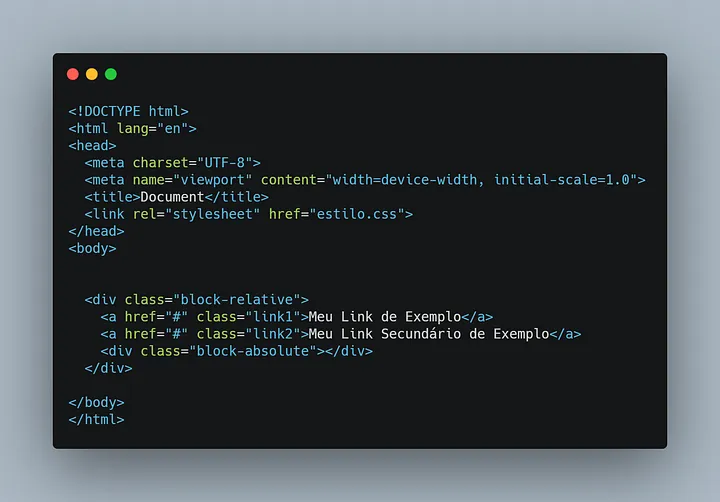 <!DOCTYPE html>
<html lang="en">
<head>
  <meta charset="UTF-8">
  <meta name="viewport" content="width=device-width, initial-scale=1.0">
  <title>Document</title>
  <link rel="stylesheet" href="estilo.css">
</head>
<body>
  <div class="block-relative">
    <a href="#" class="link1">Meu Link de Exemplo</a>
    <a href="#" class="link2">Meu Link Secundário de Exemplo</a>
    <div class="block-absolute"></div>
  </div>
</body>
</html>